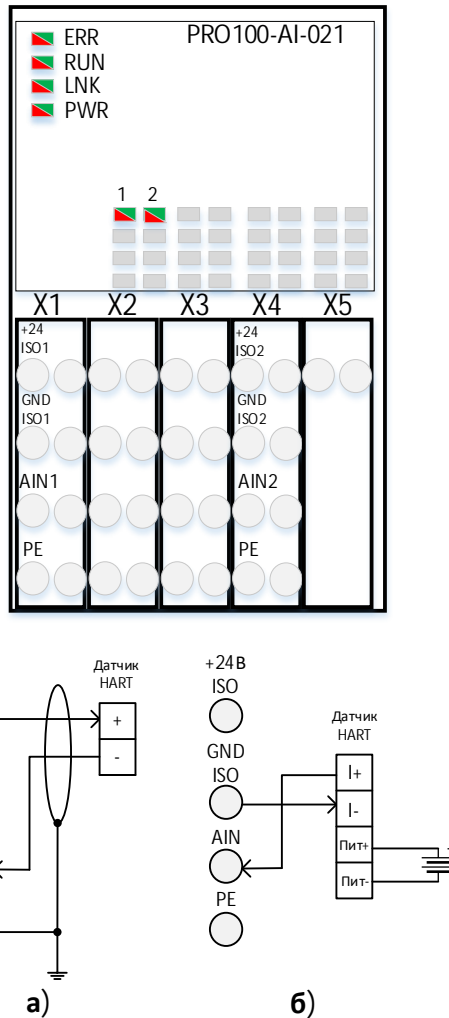 PRO100-AI-021
ERR
RUN
LNK
PWR
1 2
X1 X2 X3 X4 X5
+24
ISO1
+24
ISO2
GND
ISO1
GND
ISO2
AIN1
AIN2
PE
PE
Датчик
HART
+
-
а)
+24В
ISO
GND
ISO
AIN
PE
Датчик
HART
I+
I-
Пит+
Пит-
б)